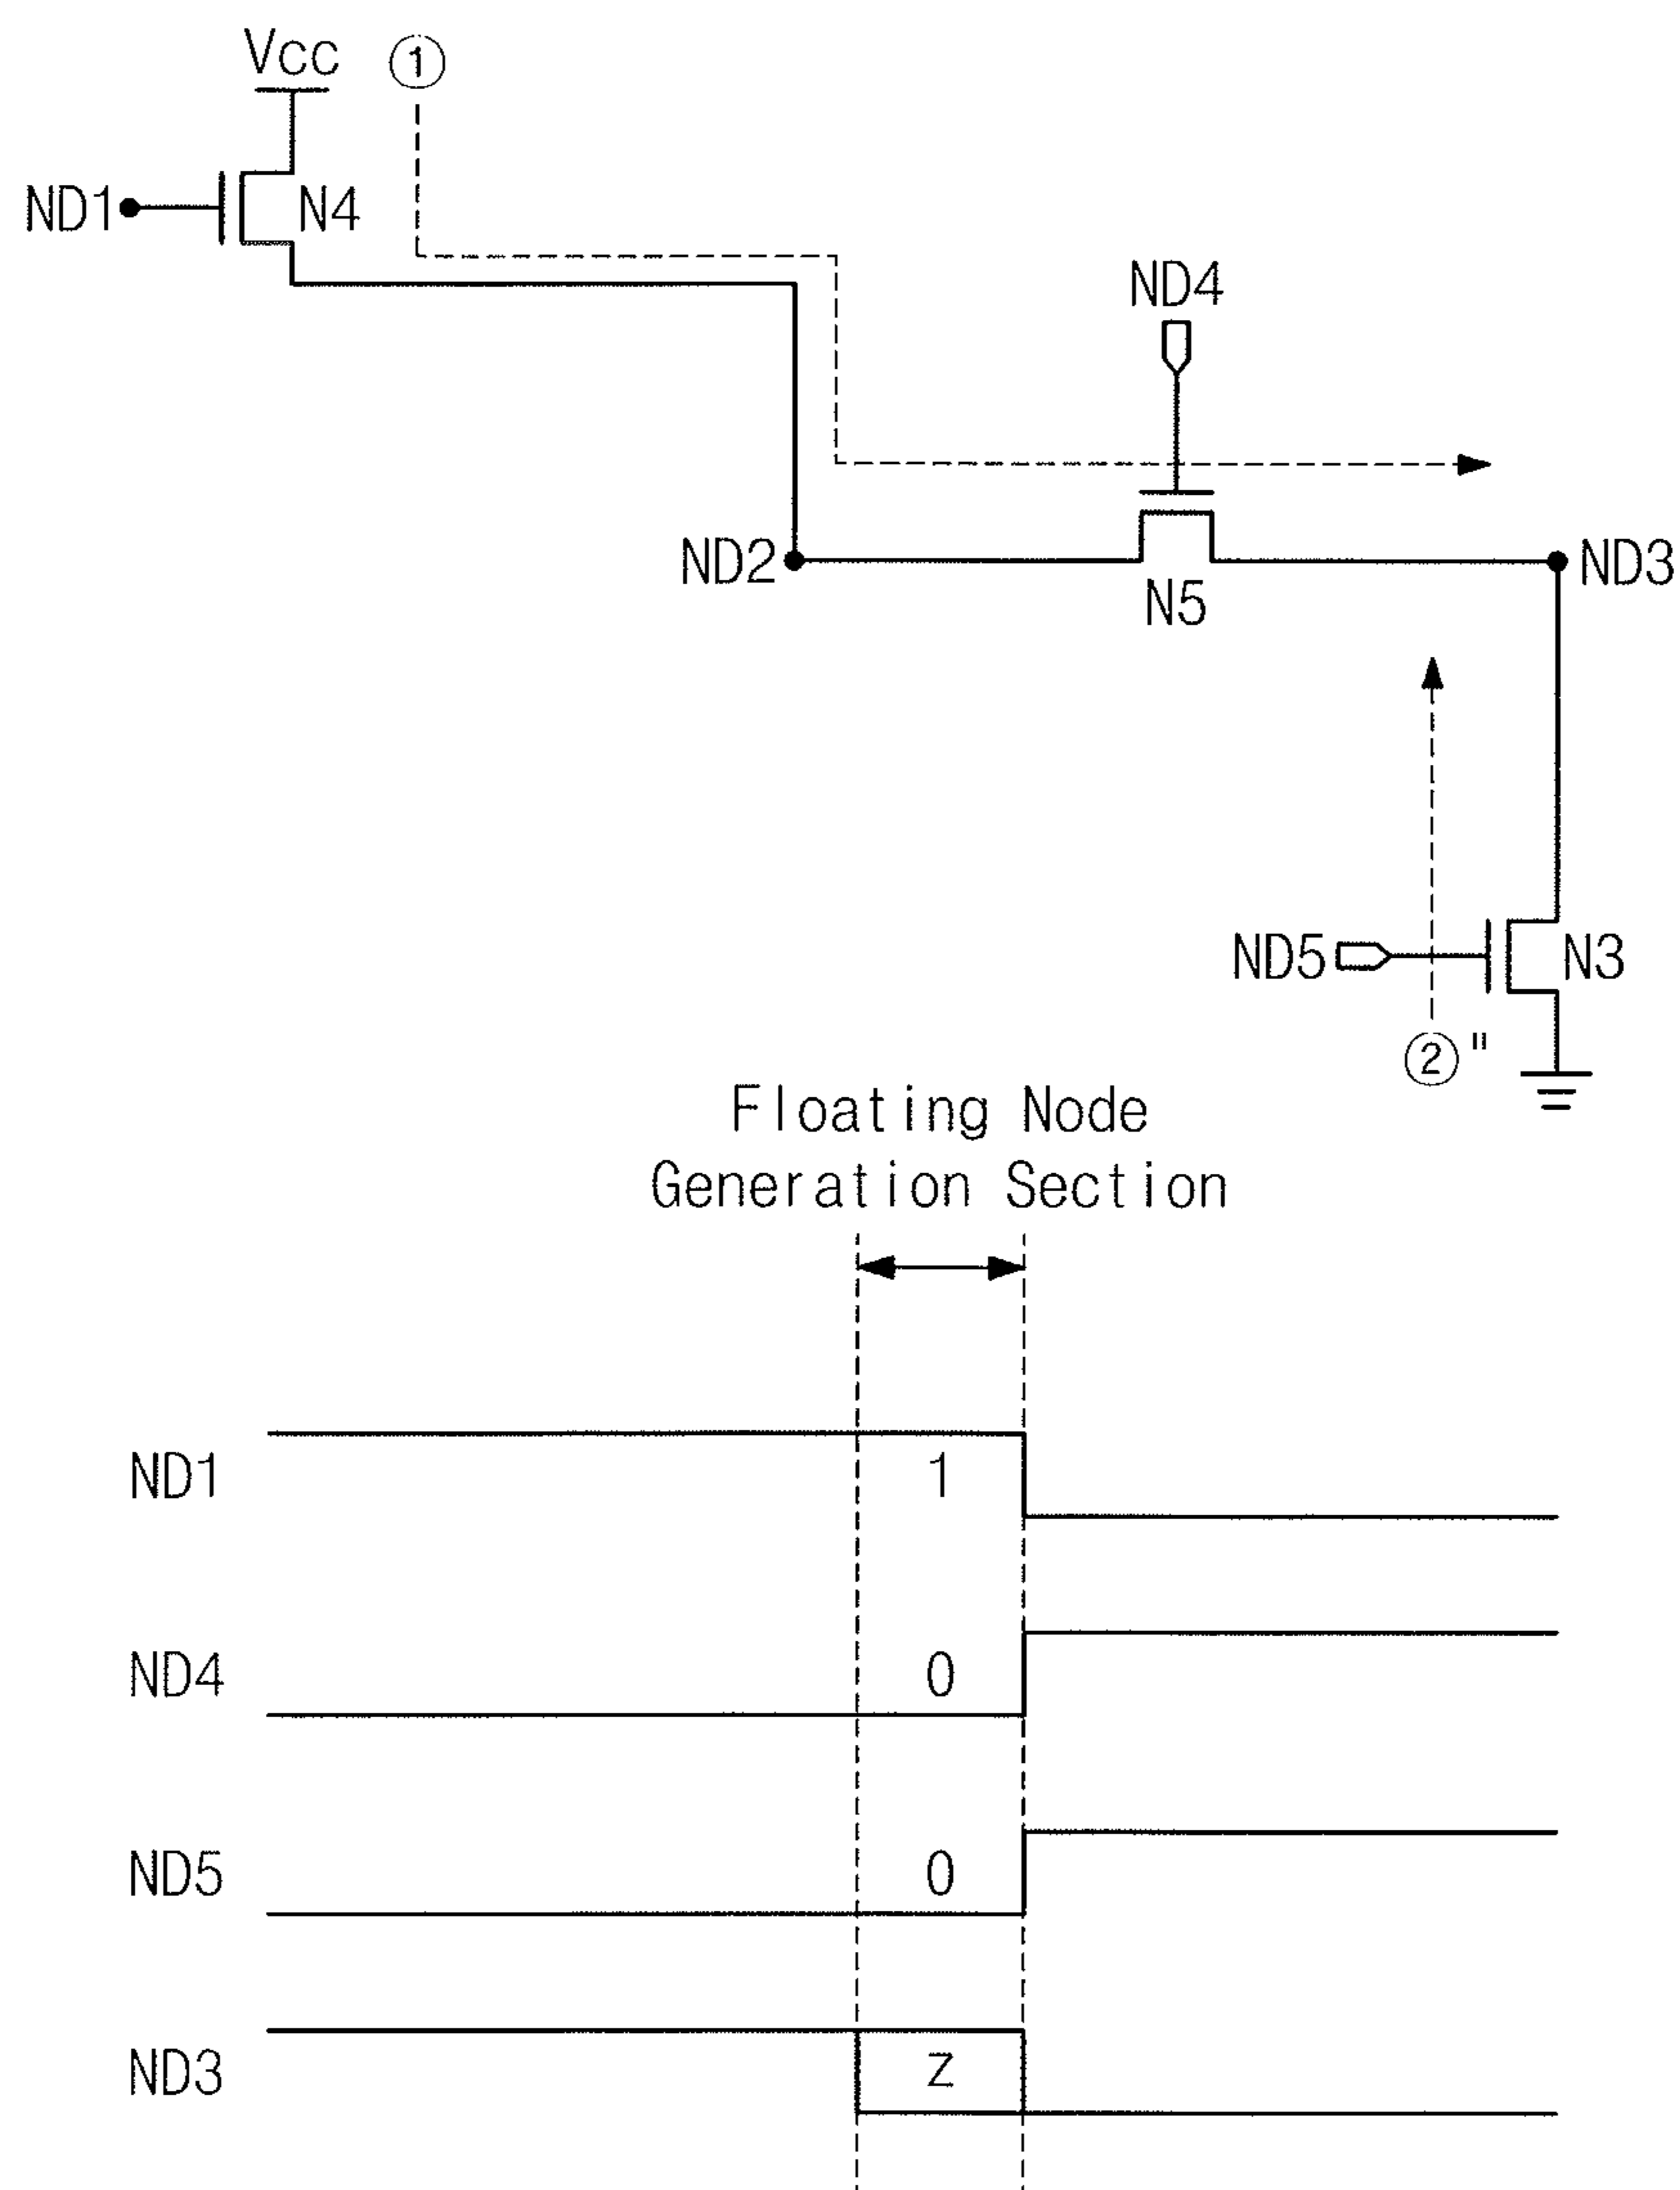 Vcc ①
ND1 N4
ND4
ND2 ND3
N5
ND5 N3
②"
Floating Node
Generation Section
ND1 1
ND4 0
ND5 0
ND3 Z